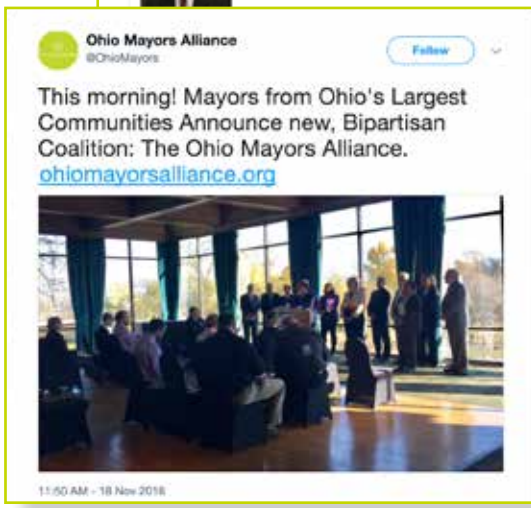 Ohio Mayors Alliance
@OhioMayors
Follow
This morning! Mayors from Ohio's Largest
Communities Announce new, Bipartisan
Coalition: The Ohio Mayors Alliance.
ohiomayorsalliance.org
11:50 AM - 18 Nov 2016